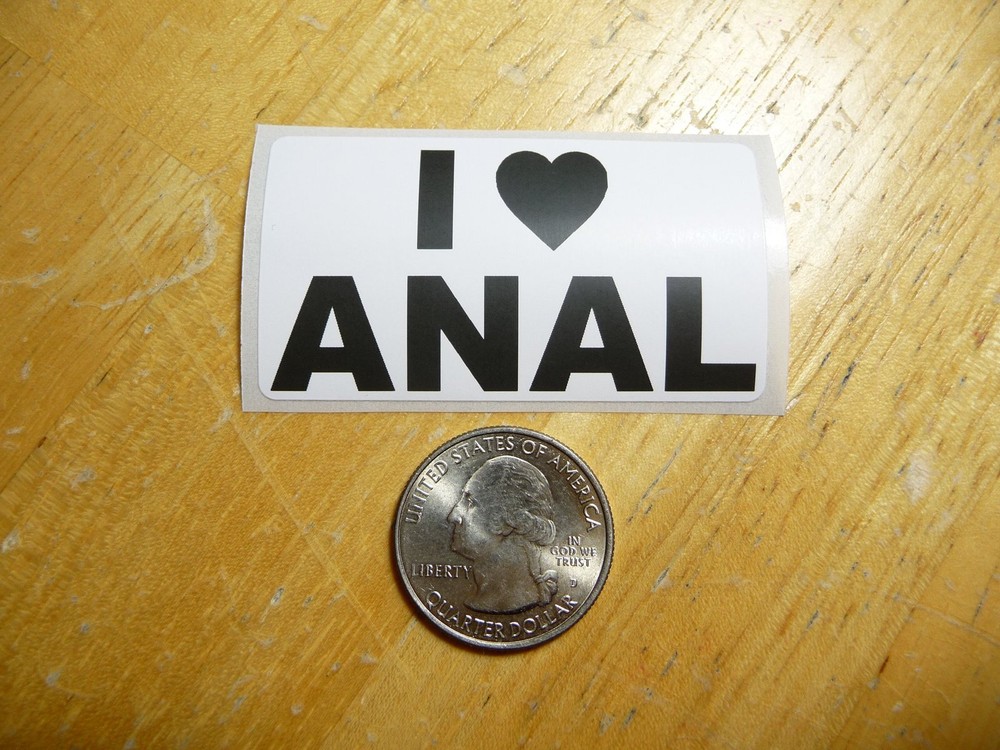 I ♥
ANAL
UNITED STATES OF AMERICA
LIBERTY
IN
GOD WE
TRUST
D
QUARTER DOLLAR